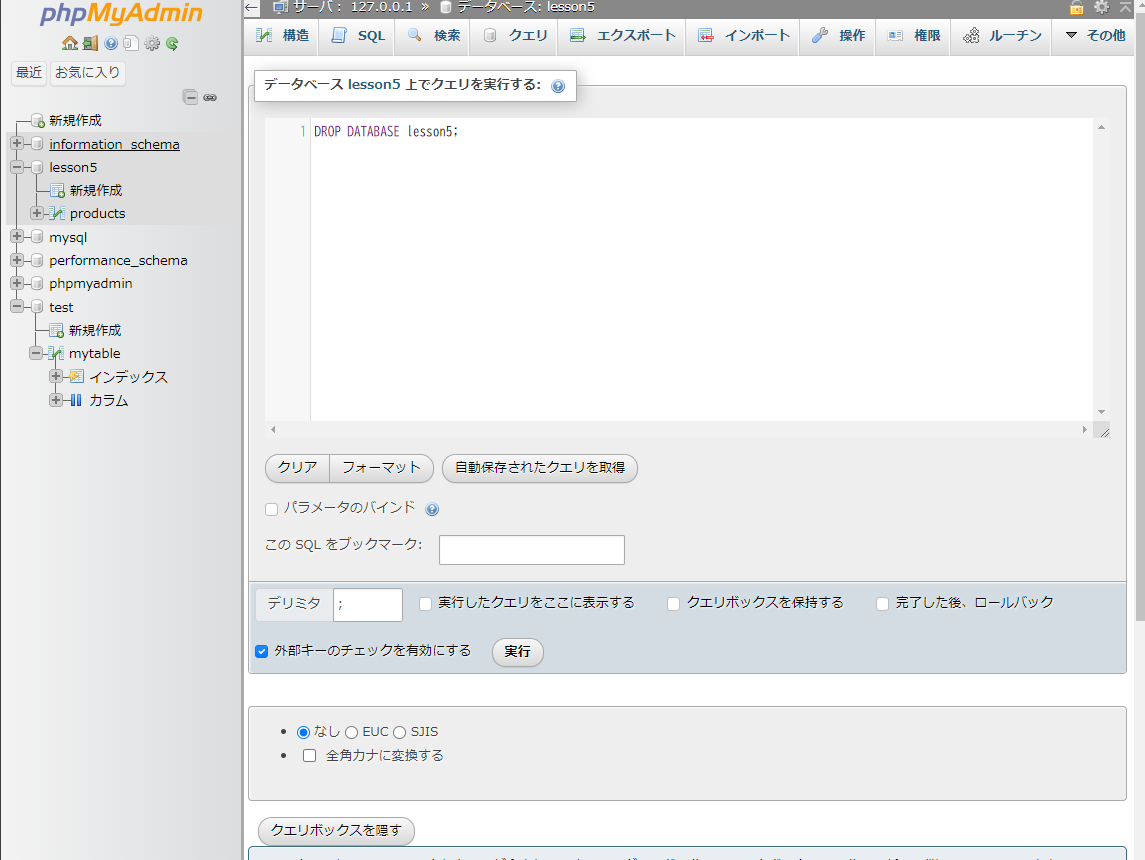 phpMyAdmin
最近 お気に入り
新規作成
information_schema
lesson5
新規作成
products
mysql
performance_schema
phpmyadmin
test
新規作成
mytable
インデックス
カラム
サーバ: 127.0.0.1 » データベース: lesson5
構造 SQL 検索 クエリ エクスポート インポート 操作 権限 ルーチン その他
データベース lesson5 上でクエリを実行する:
1 DROP DATABASE lesson5;
クリア フォーマット 自動保存されたクエリを取得
パラメータのバインド
この SQL をブックマーク:
デリミタ ; 実行したクエリをここに表示する クエリボックスを保持する 完了した後、ロールバック
外部キーのチェックを有効にする 実行
なし EUC SJIS
全角カナに変換する
クエリボックスを隠す